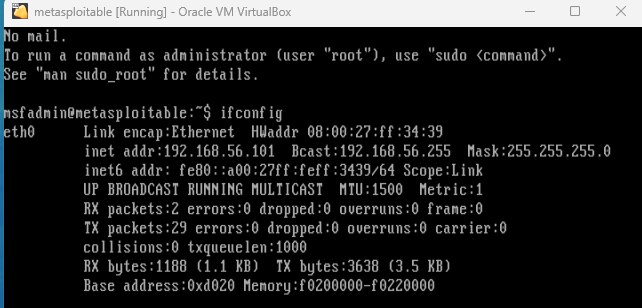 metasploitable [Running] - Oracle VM VirtualBox
No mail.
To run a command as administrator (user "root"), use "sudo <command>".
See "man sudo_root" for details.
msfadmin@metasploitable:~$ ifconfig
eth0      Link encap:Ethernet  HWaddr 08:00:27:ff:34:39
          inet addr:192.168.56.101  Bcast:192.168.56.255  Mask:255.255.255.0
          inet6 addr: fe80::a00:27ff:feff:3439/64 Scope:Link
          UP BROADCAST RUNNING MULTICAST  MTU:1500  Metric:1
          RX packets:2 errors:0 dropped:0 overruns:0 frame:0
          TX packets:29 errors:0 dropped:0 overruns:0 carrier:0
          collisions:0 txqueuelen:1000
          RX bytes:1188 (1.1 KB)  TX bytes:3638 (3.5 KB)
          Base address:0xd020 Memory:f0200000-f0220000